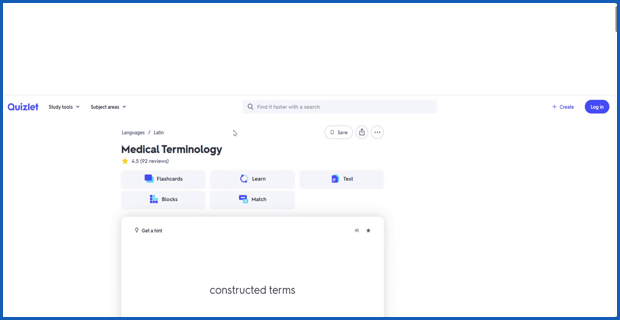 Quizlet Study tools Subject areas Find it faster with a search + Create Log in
Languages / Latin Save
Medical Terminology
4.5 (92 reviews)
Flashcards Learn Test
Blocks Match
Get a hint
constructed terms